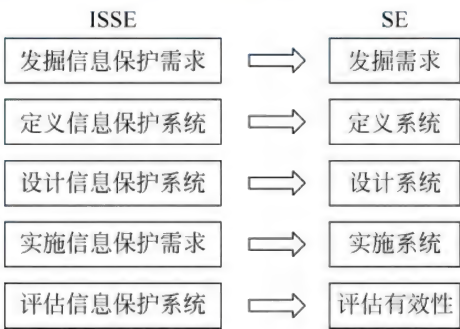 ISSE SE
发掘信息保护需求 发掘需求
定义信息保护系统 定义系统
设计信息保护系统 设计系统
实施信息保护需求 实施系统
评估信息保护系统 评估有效性